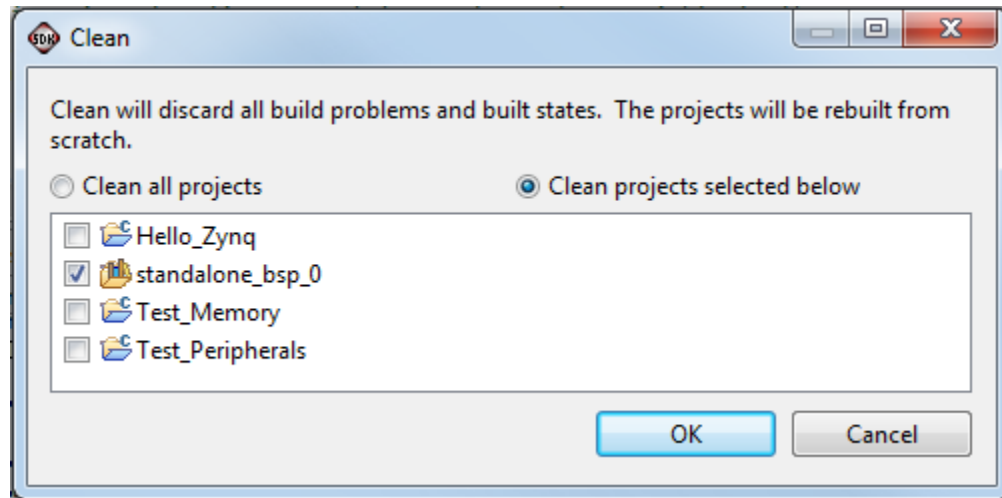 SDK Clean
Clean will discard all build problems and built states.  The projects will be rebuilt from
scratch.
Clean all projects
Clean projects selected below
Hello_Zynq
standalone_bsp_0
Test_Memory
Test_Peripherals
OK
Cancel